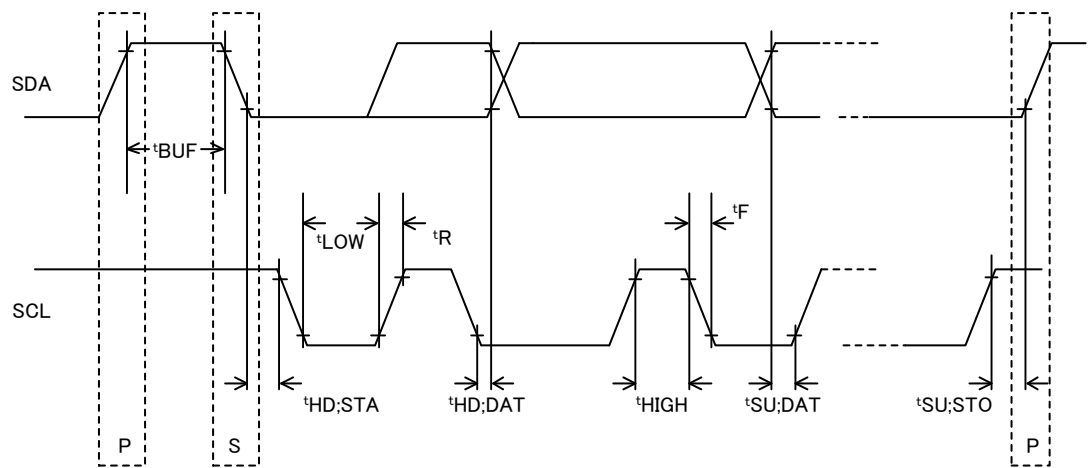 SDA
tBUF
tLOW
tR
tF
SCL
tHD;STA
tHD;DAT
tHIGH
tSU;DAT
tSU;STO
P
S
P